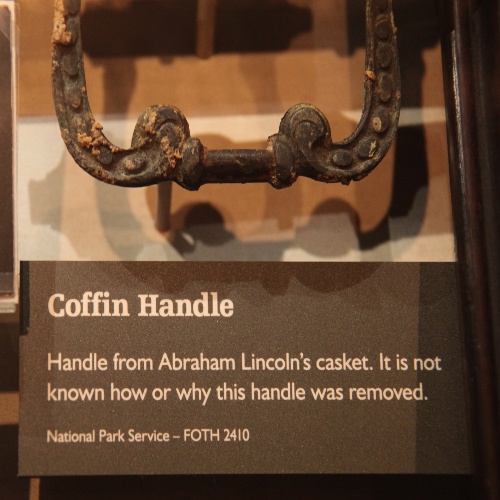 Coffin Handle
Handle from Abraham Lincoln's casket. It is not
known how or why this handle was removed.
National Park Service – FOTH 2410